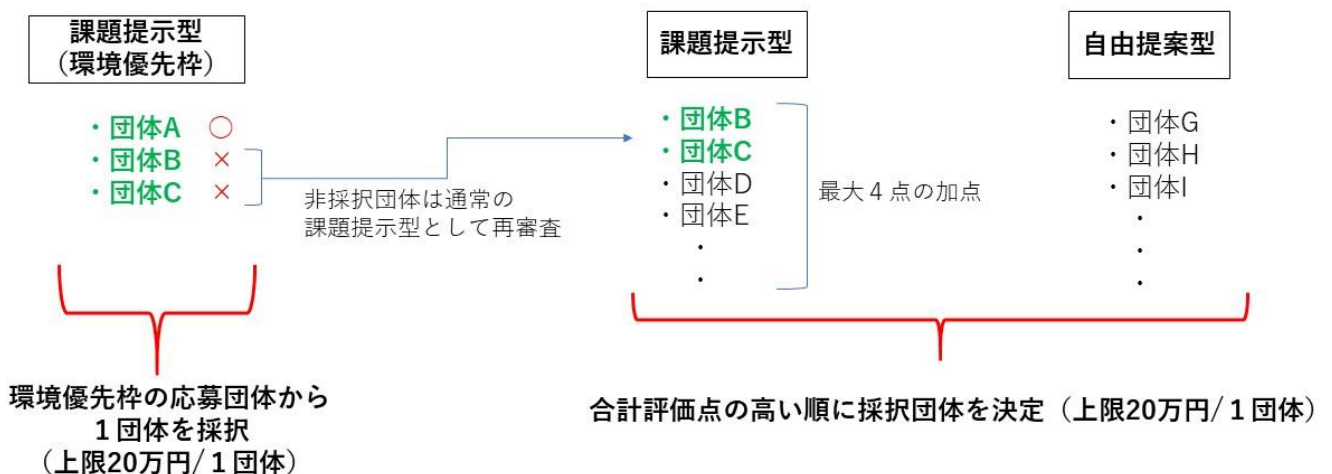 課題提示型
（環境優先枠）
・団体A ○
・団体B ×
・団体C ×
非採択団体は通常の
課題提示型として再審査
環境優先枠の応募団体から
１団体を採択
（上限20万円/１団体）
課題提示型
・団体B
・団体C
・団体D
・団体E
・
・
最大４点の加点
自由提案型
・団体G
・団体H
・団体I
・
・
・
合計評価点の高い順に採択団体を決定（上限20万円/１団体）